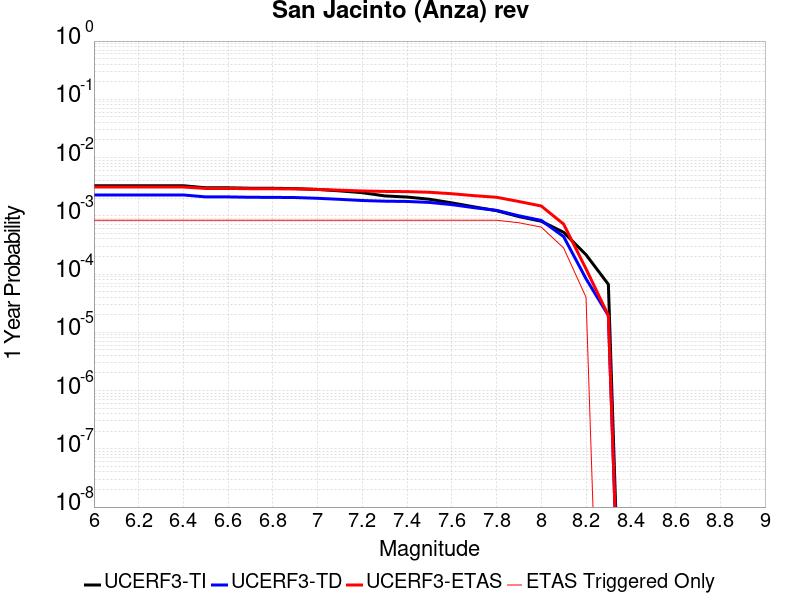 San Jacinto (Anza) rev
10^0
10^-1
10^-2
10^-3
10^-4
10^-5
10^-6
10^-7
10^-8
1 Year Probability
6 6.2 6.4 6.6 6.8 7 7.2 7.4 7.6 7.8 8 8.2 8.4 8.6 8.8 9
Magnitude
UCERF3-TI UCERF3-TD UCERF3-ETAS ETAS Triggered Only